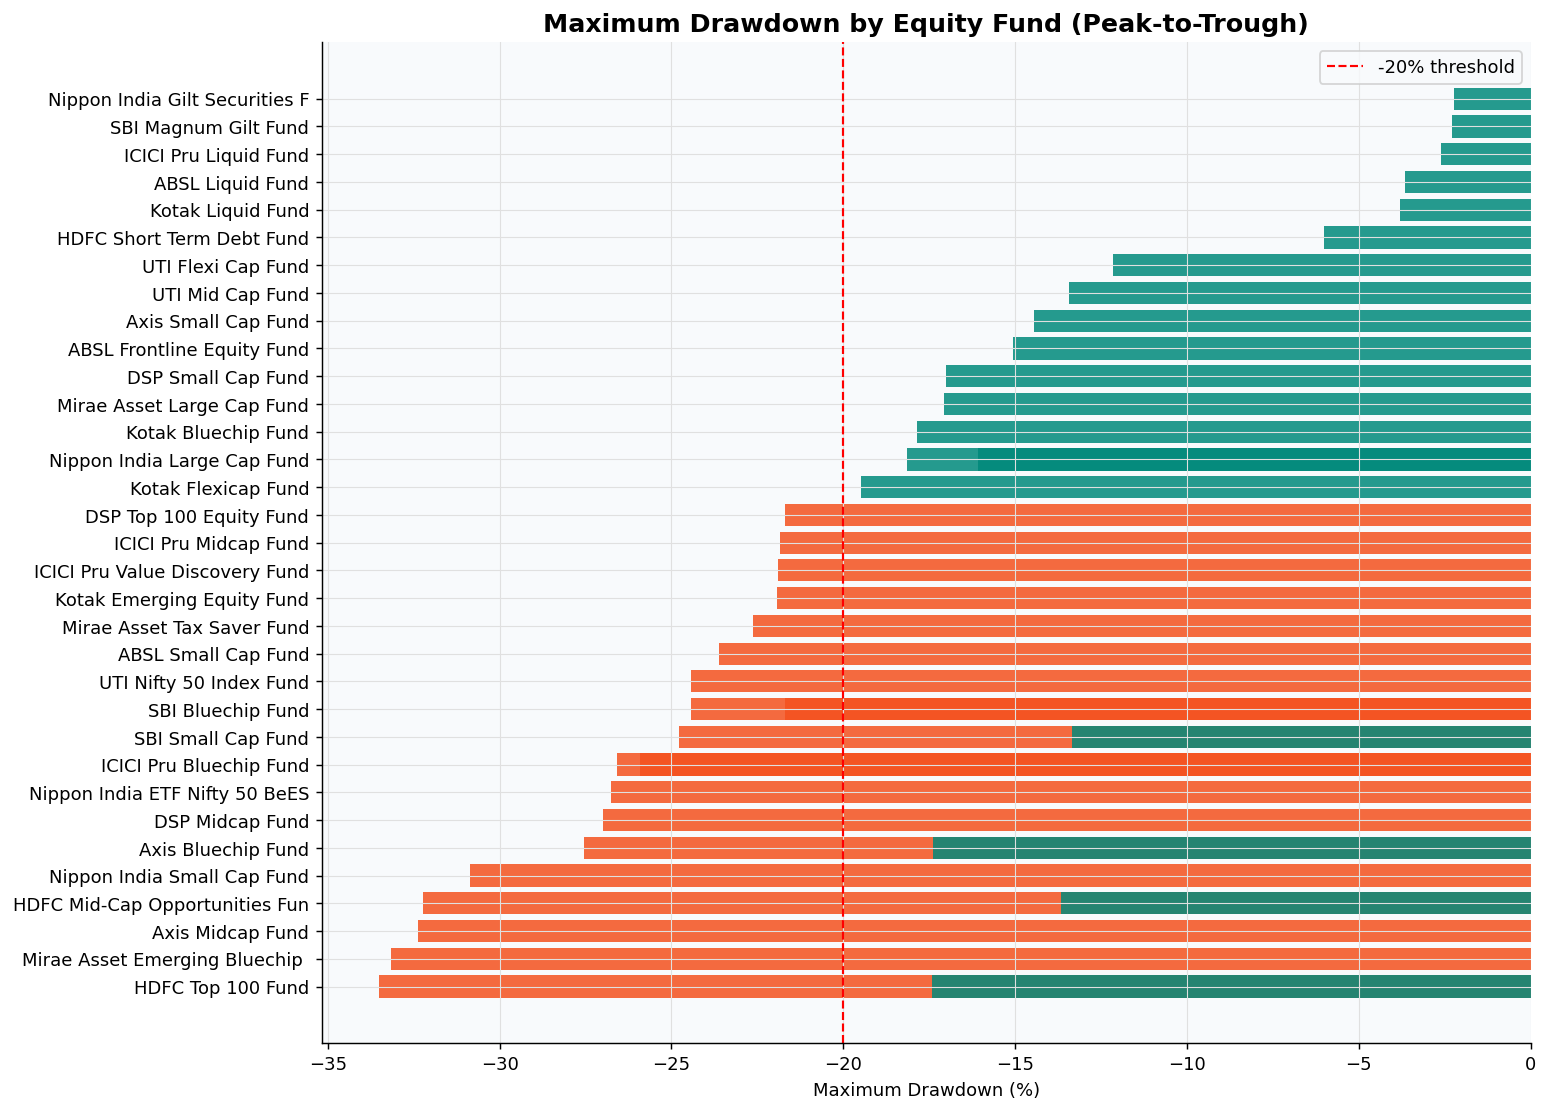 Maximum Drawdown by Equity Fund (Peak-to-Trough)
-20% threshold
Nippon India Gilt Securities F
SBI Magnum Gilt Fund
ICICI Pru Liquid Fund
ABSL Liquid Fund
Kotak Liquid Fund
HDFC Short Term Debt Fund
UTI Flexi Cap Fund
UTI Mid Cap Fund
Axis Small Cap Fund
ABSL Frontline Equity Fund
DSP Small Cap Fund
Mirae Asset Large Cap Fund
Kotak Bluechip Fund
Nippon India Large Cap Fund
Kotak Flexicap Fund
DSP Top 100 Equity Fund
ICICI Pru Midcap Fund
ICICI Pru Value Discovery Fund
Kotak Emerging Equity Fund
Mirae Asset Tax Saver Fund
ABSL Small Cap Fund
UTI Nifty 50 Index Fund
SBI Bluechip Fund
SBI Small Cap Fund
ICICI Pru Bluechip Fund
Nippon India ETF Nifty 50 BeES
DSP Midcap Fund
Axis Bluechip Fund
Nippon India Small Cap Fund
HDFC Mid-Cap Opportunities Fun
Axis Midcap Fund
Mirae Asset Emerging Bluechip
HDFC Top 100 Fund
−35 −30 −25 −20 −15 −10 −5 0
Maximum Drawdown (%)